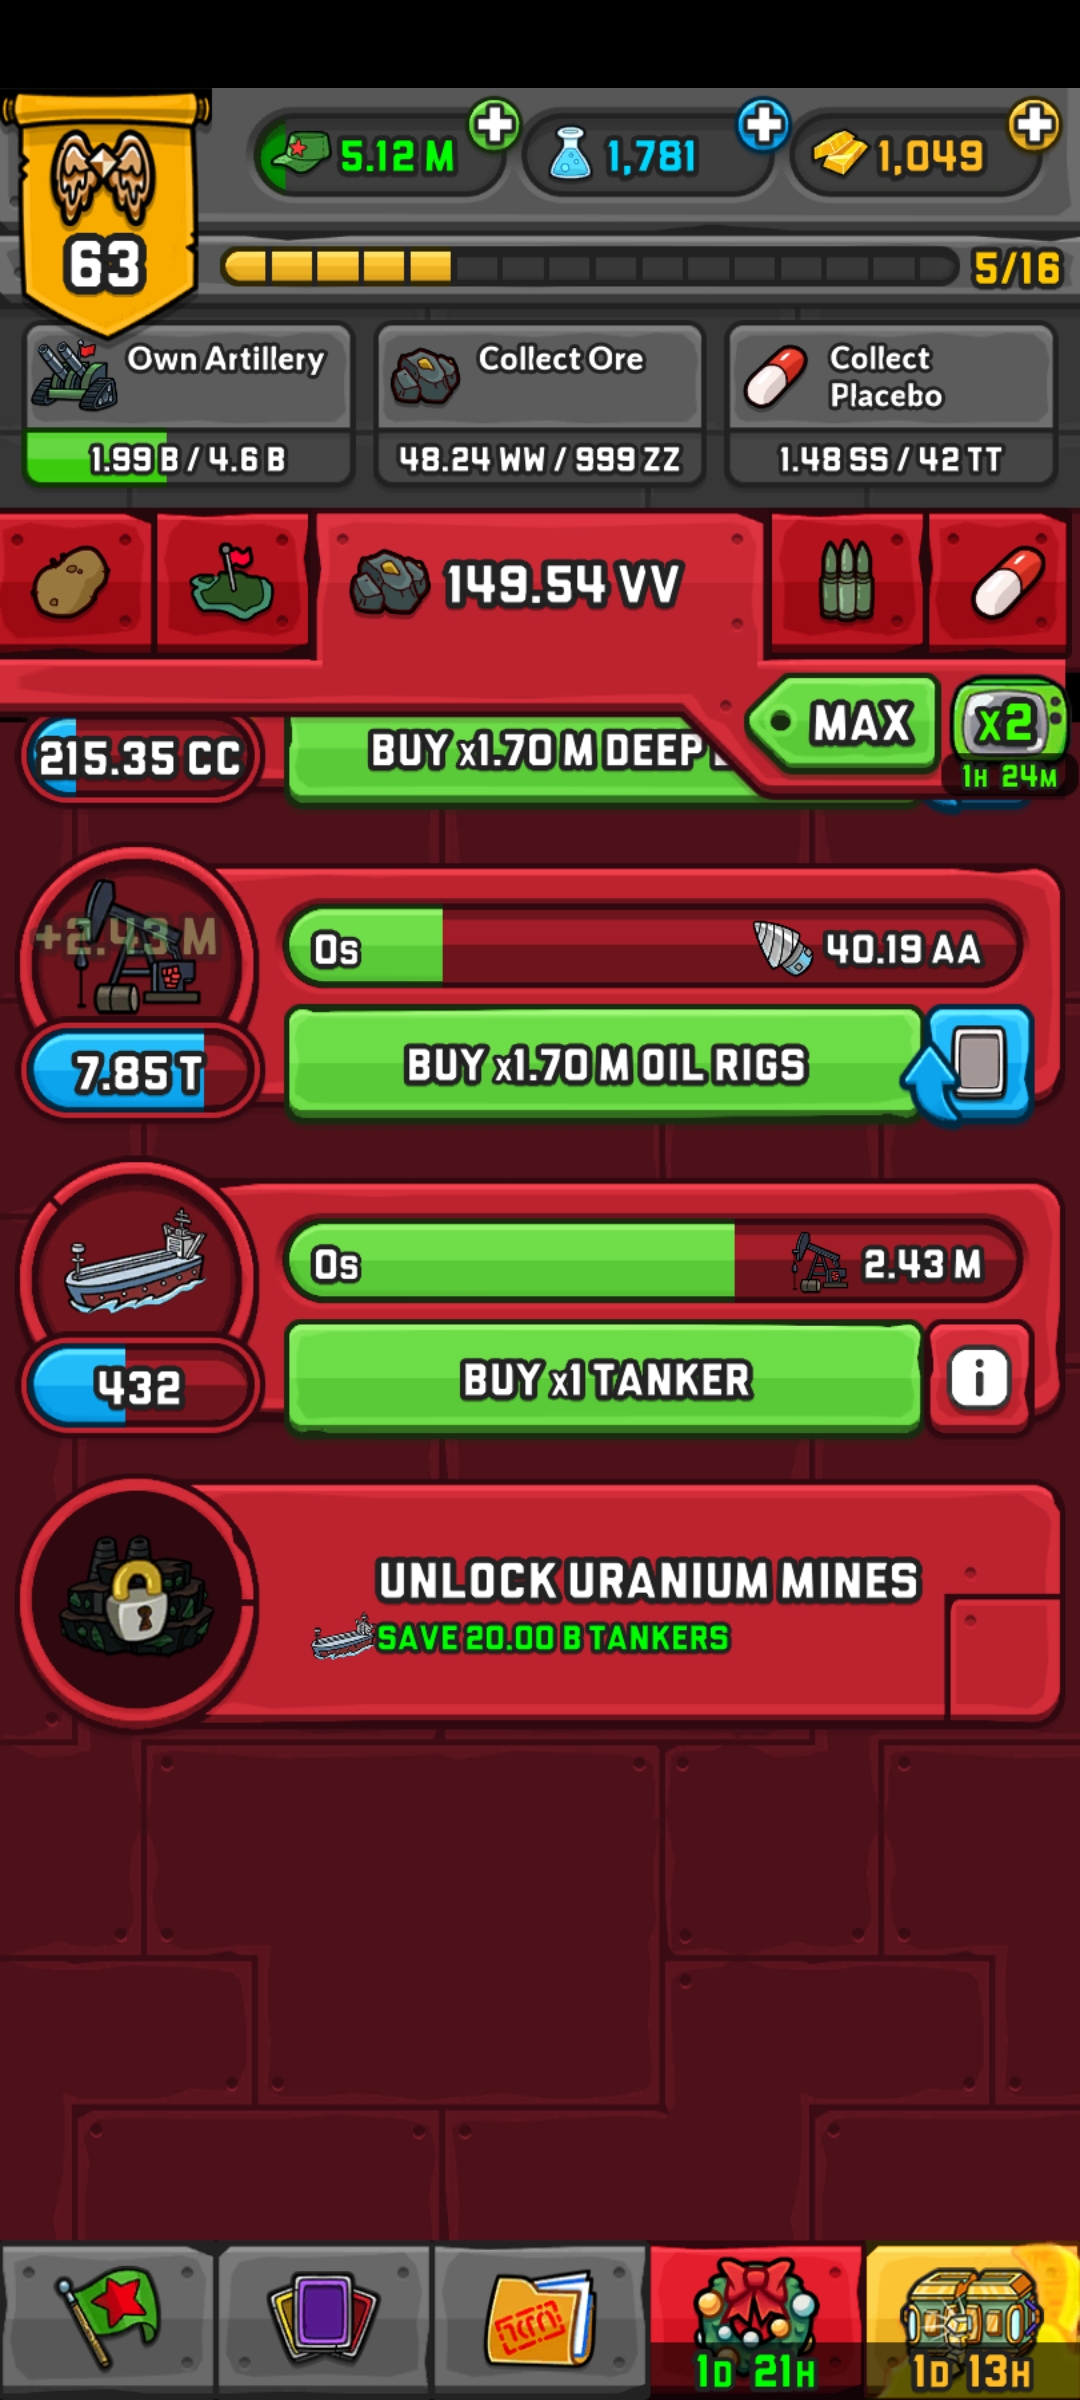 5.12 M
1,781
1,049
63
5/16
Own Artillery
1.99 B / 4.6 B
Collect Ore
48.24 WW / 999 ZZ
Collect
Placebo
1.48 SS / 42 TT
149.54 VV
MAX
X2
1H 24M
215.35 CC
BUY x1.70 M DEEP
+2.43 M
0s
40.19 AA
7.85 T
BUY x1.70 M OIL RIGS
0s
2.43 M
432
BUY x1 TANKER
i
UNLOCK URANIUM MINES
SAVE 20.00 B TANKERS
1D 21H
1D 13H